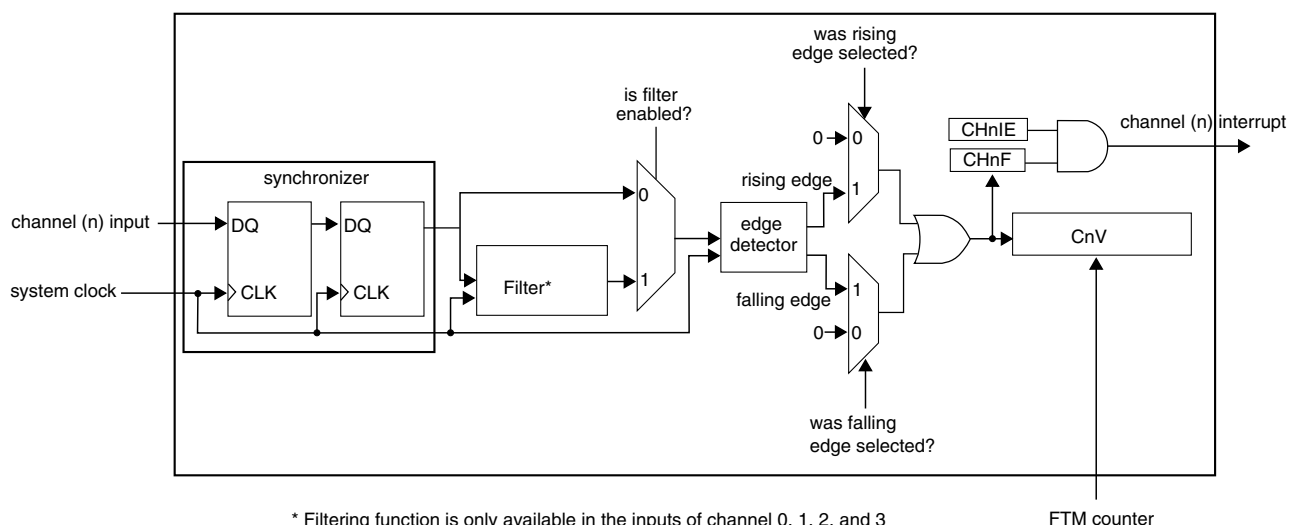 was rising
edge selected?
is filter
enabled?
0
0
CHnIE
channel (n) interrupt
CHnF
synchronizer
rising edge
1
0
channel (n) input
DQ
DQ
edge
detector
CnV
system clock
CLK
CLK
Filter*
1
falling edge
1
0
0
was falling
edge selected?
* Filtering function is only available in the inputs of channel 0, 1, 2, and 3
FTM counter